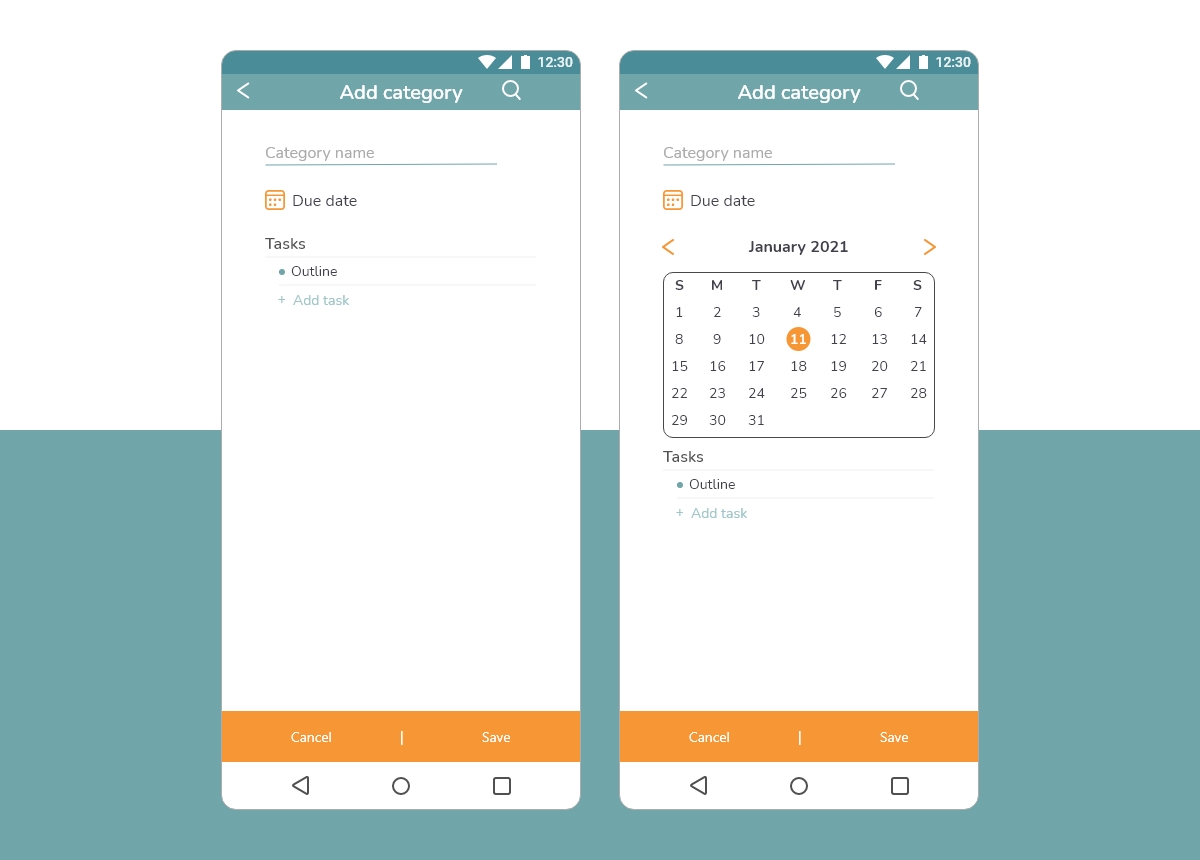 12:30
Add category
Category name
Due date
Tasks
Outline
+ Add task
Cancel | Save
12:30
Add category
Category name
Due date
January 2021
S M T W T F S
1 2 3 4 5 6 7
8 9 10 11 12 13 14
15 16 17 18 19 20 21
22 23 24 25 26 27 28
29 30 31
Tasks
Outline
+ Add task
Cancel | Save